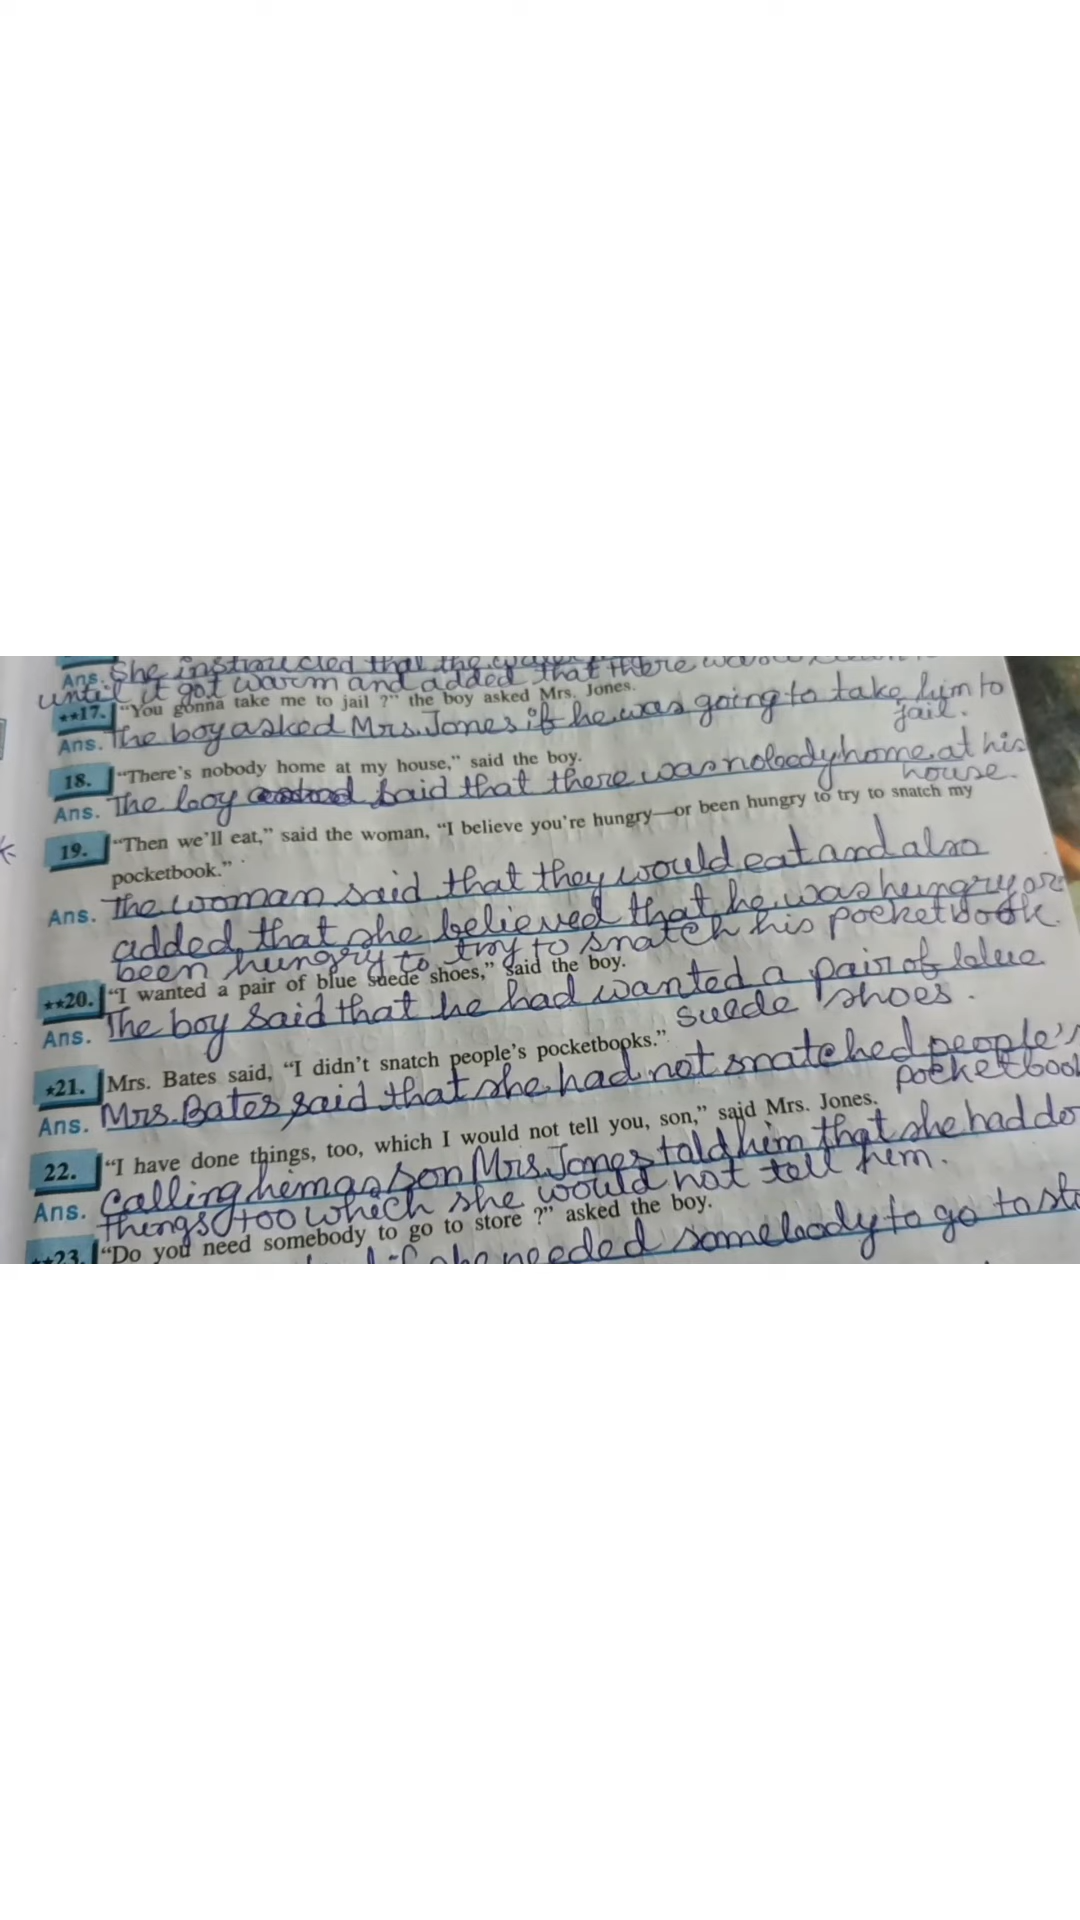 Ans. She instructed that the
until it got warm and added that there
★★17. “You gonna take me to jail ?” the boy asked Mrs. Jones.
Ans. The boy asked Mrs. Jones if he was going to take him to
jail.
18. “There’s nobody home at my house,” said the boy.
Ans. The boy said that there was nobody home at his
house.
19. “Then we’ll eat,” said the woman, “I believe you’re hungry—or been hungry to try to snatch my
pocketbook.”
Ans. The woman said that they would eat and also
added that she believed that he was hungry or
been hungry to try to snatch his pocketbook.
★★20. “I wanted a pair of blue suede shoes,” said the boy.
Ans. The boy said that he had wanted a pair of blue
suede shoes.
★21. Mrs. Bates said, “I didn’t snatch people’s pocketbooks.”
Ans. Mrs. Bates said that she had not snatched people's
pocketboo
22. “I have done things, too, which I would not tell you, son,” said Mrs. Jones.
Ans. Calling hem as son Mrs. Jones told him that she had do
things too which she would not tell hem.
★★23. “Do you need somebody to go to store ?” asked the boy.
if she needed somebody to go to sto